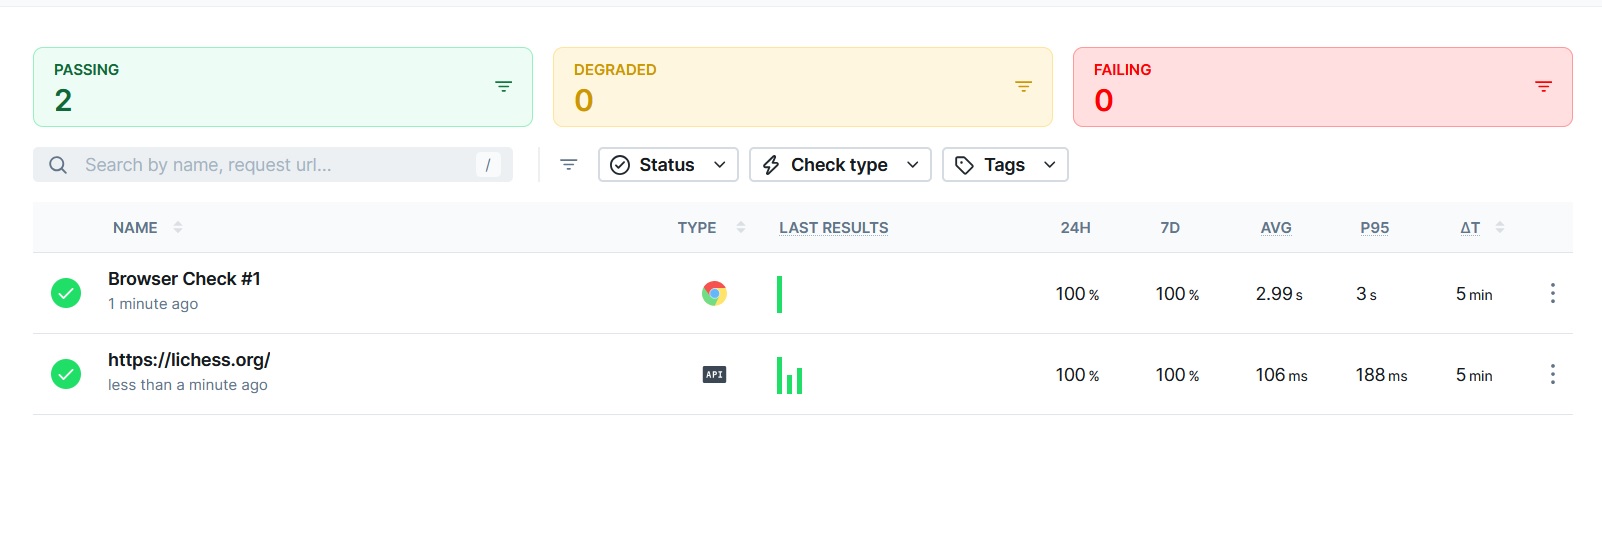 PASSING
2
DEGRADED
0
FAILING
0
Search by name, request url...
/
Status
Check type
Tags
NAME TYPE LAST RESULTS 24H 7D AVG P95 ΔT
Browser Check #1
1 minute ago
100 % 100 % 2.99 s 3 s 5 min
https://lichess.org/
less than a minute ago
API
100 % 100 % 106 ms 188 ms 5 min